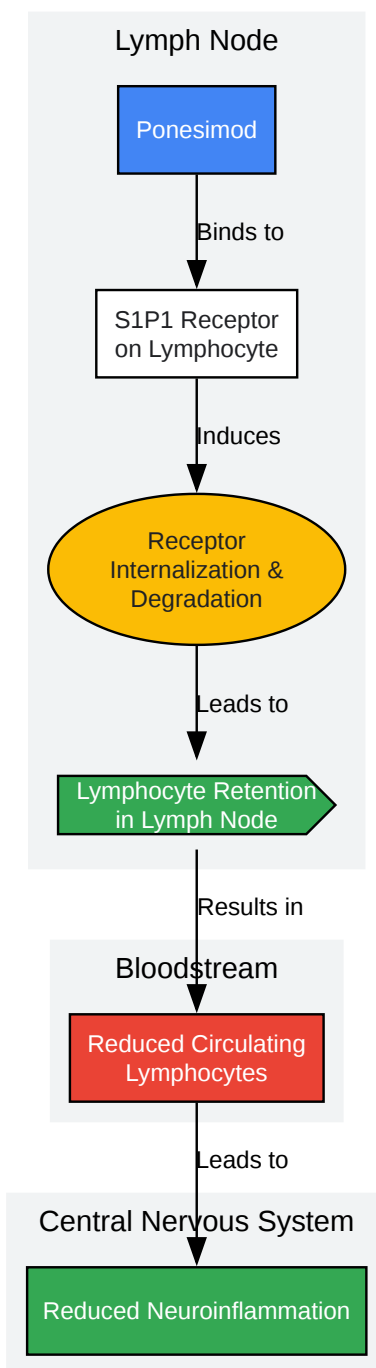 Lymph Node
Ponesimod
Binds to
S1P1 Receptor
on Lymphocyte
Induces
Receptor
Internalization &
Degradation
Leads to
Lymphocyte Retention
in Lymph Node
Results in
Bloodstream
Reduced Circulating
Lymphocytes
Leads to
Central Nervous System
Reduced Neuroinflammation